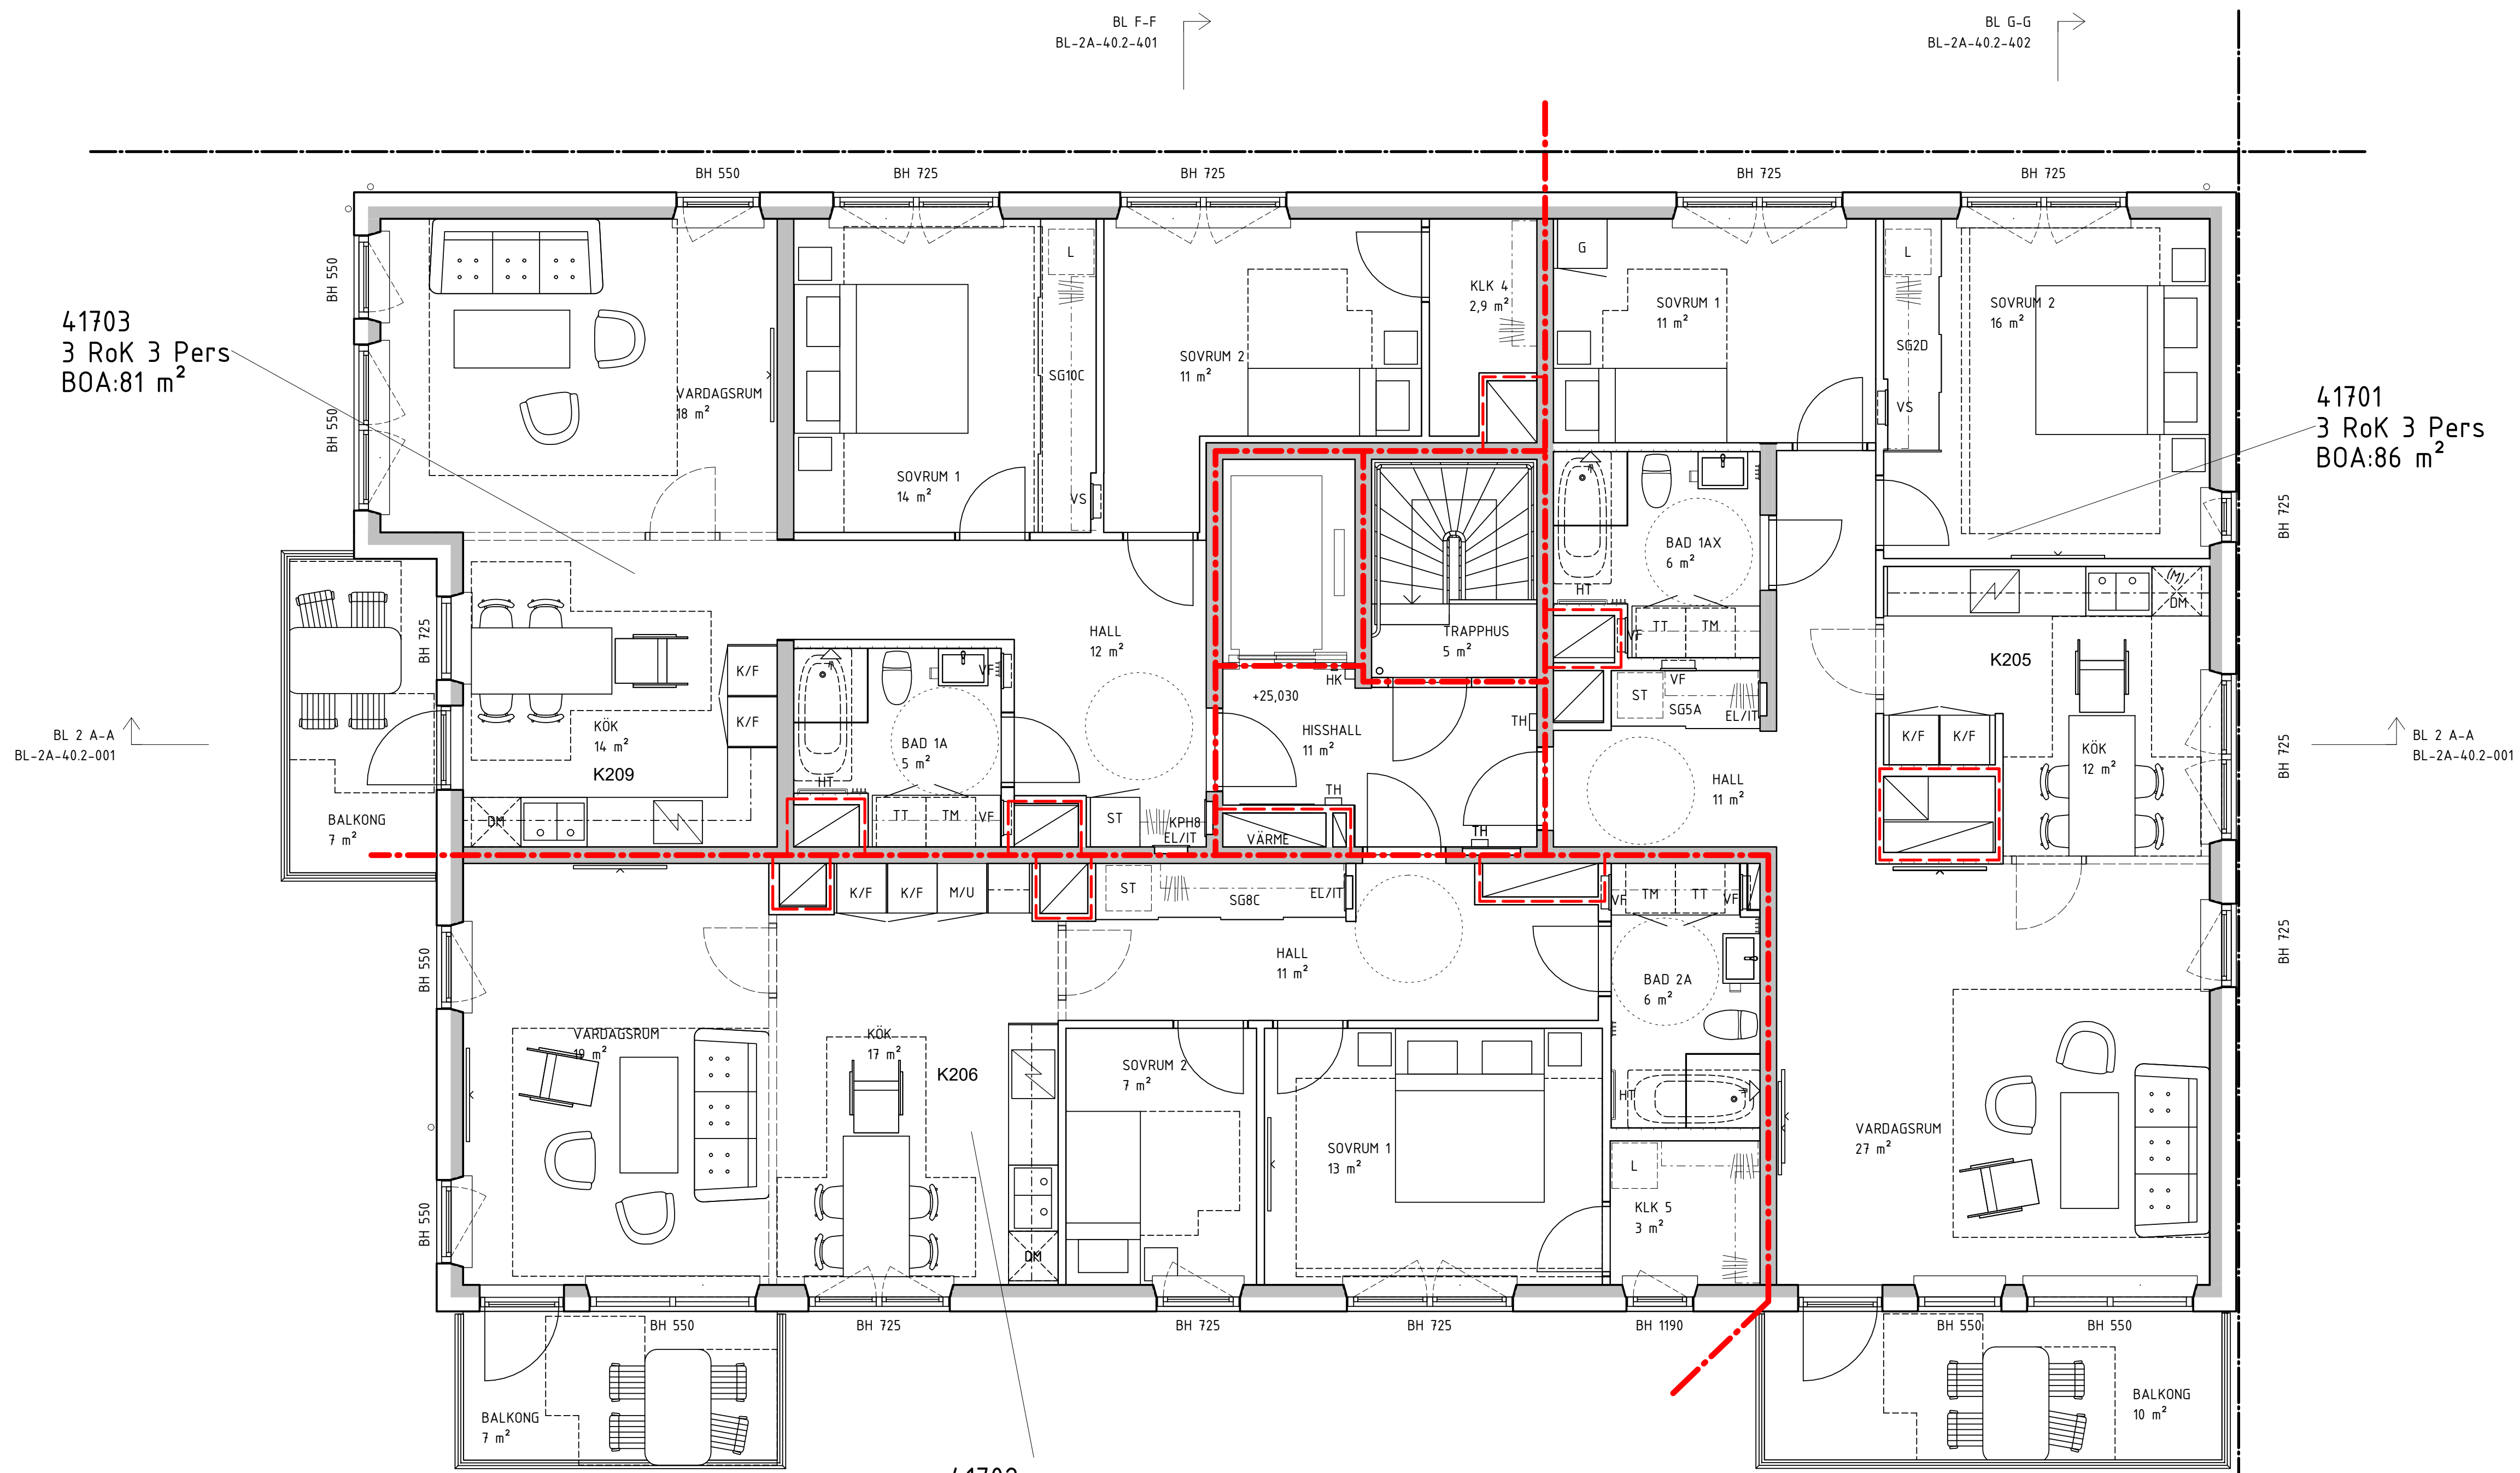 BL F-F
BL-2A-40.2-401
BL G-G
BL-2A-40.2-402
BH 550
BH 725
BH 725
BH 725
BH 725
41703
3 RoK 3 Pers
BOA:81 m²
BH 550
BH 550
VARDAGSRUM
18 m²
SOVRUM 1
14 m²
L
SG10C
VS
SOVRUM 2
11 m²
KLK 4
2,9 m²
G
SOVRUM 1
11 m²
L
SG2D
VS
SOVRUM 2
16 m²
41701
3 RoK 3 Pers
BOA:86 m²
BH 725
BAD 1AX
6 m²
HT
VF
TT
TM
TRAPPHUS
5 m²
HK
+25,030
HISSHALL
11 m²
TH
TH
TH
VÄRME
ST
VF
SG5A
EL/IT
HALL
11 m²
(M)
DM
K205
K/F
K/F
KÖK
12 m²
BH 725
BH 725
BL 2 A-A
BL-2A-40.2-001
BL 2 A-A
BL-2A-40.2-001
BH 725
BALKONG
7 m²
KÖK
14 m²
K209
DM
K/F
K/F
BAD 1A
5 m²
HT
VF
TT
TM
VF
HALL
12 m²
ST
KPH8
EL/IT
K/F
K/F
M/U
ST
SG8C
EL/IT
VF
TM
TT
VF
BH 550
HALL
11 m²
BAD 2A
6 m²
HT
VARDAGSRUM
19 m²
KÖK
17 m²
K206
DM
SOVRUM 2
7 m²
SOVRUM 1
13 m²
L
KLK 5
3 m²
VARDAGSRUM
27 m²
BH 550
BH 550
BH 725
BH 725
BH 725
BH 1190
BH 550
BH 550
BALKONG
7 m²
BALKONG
10 m²